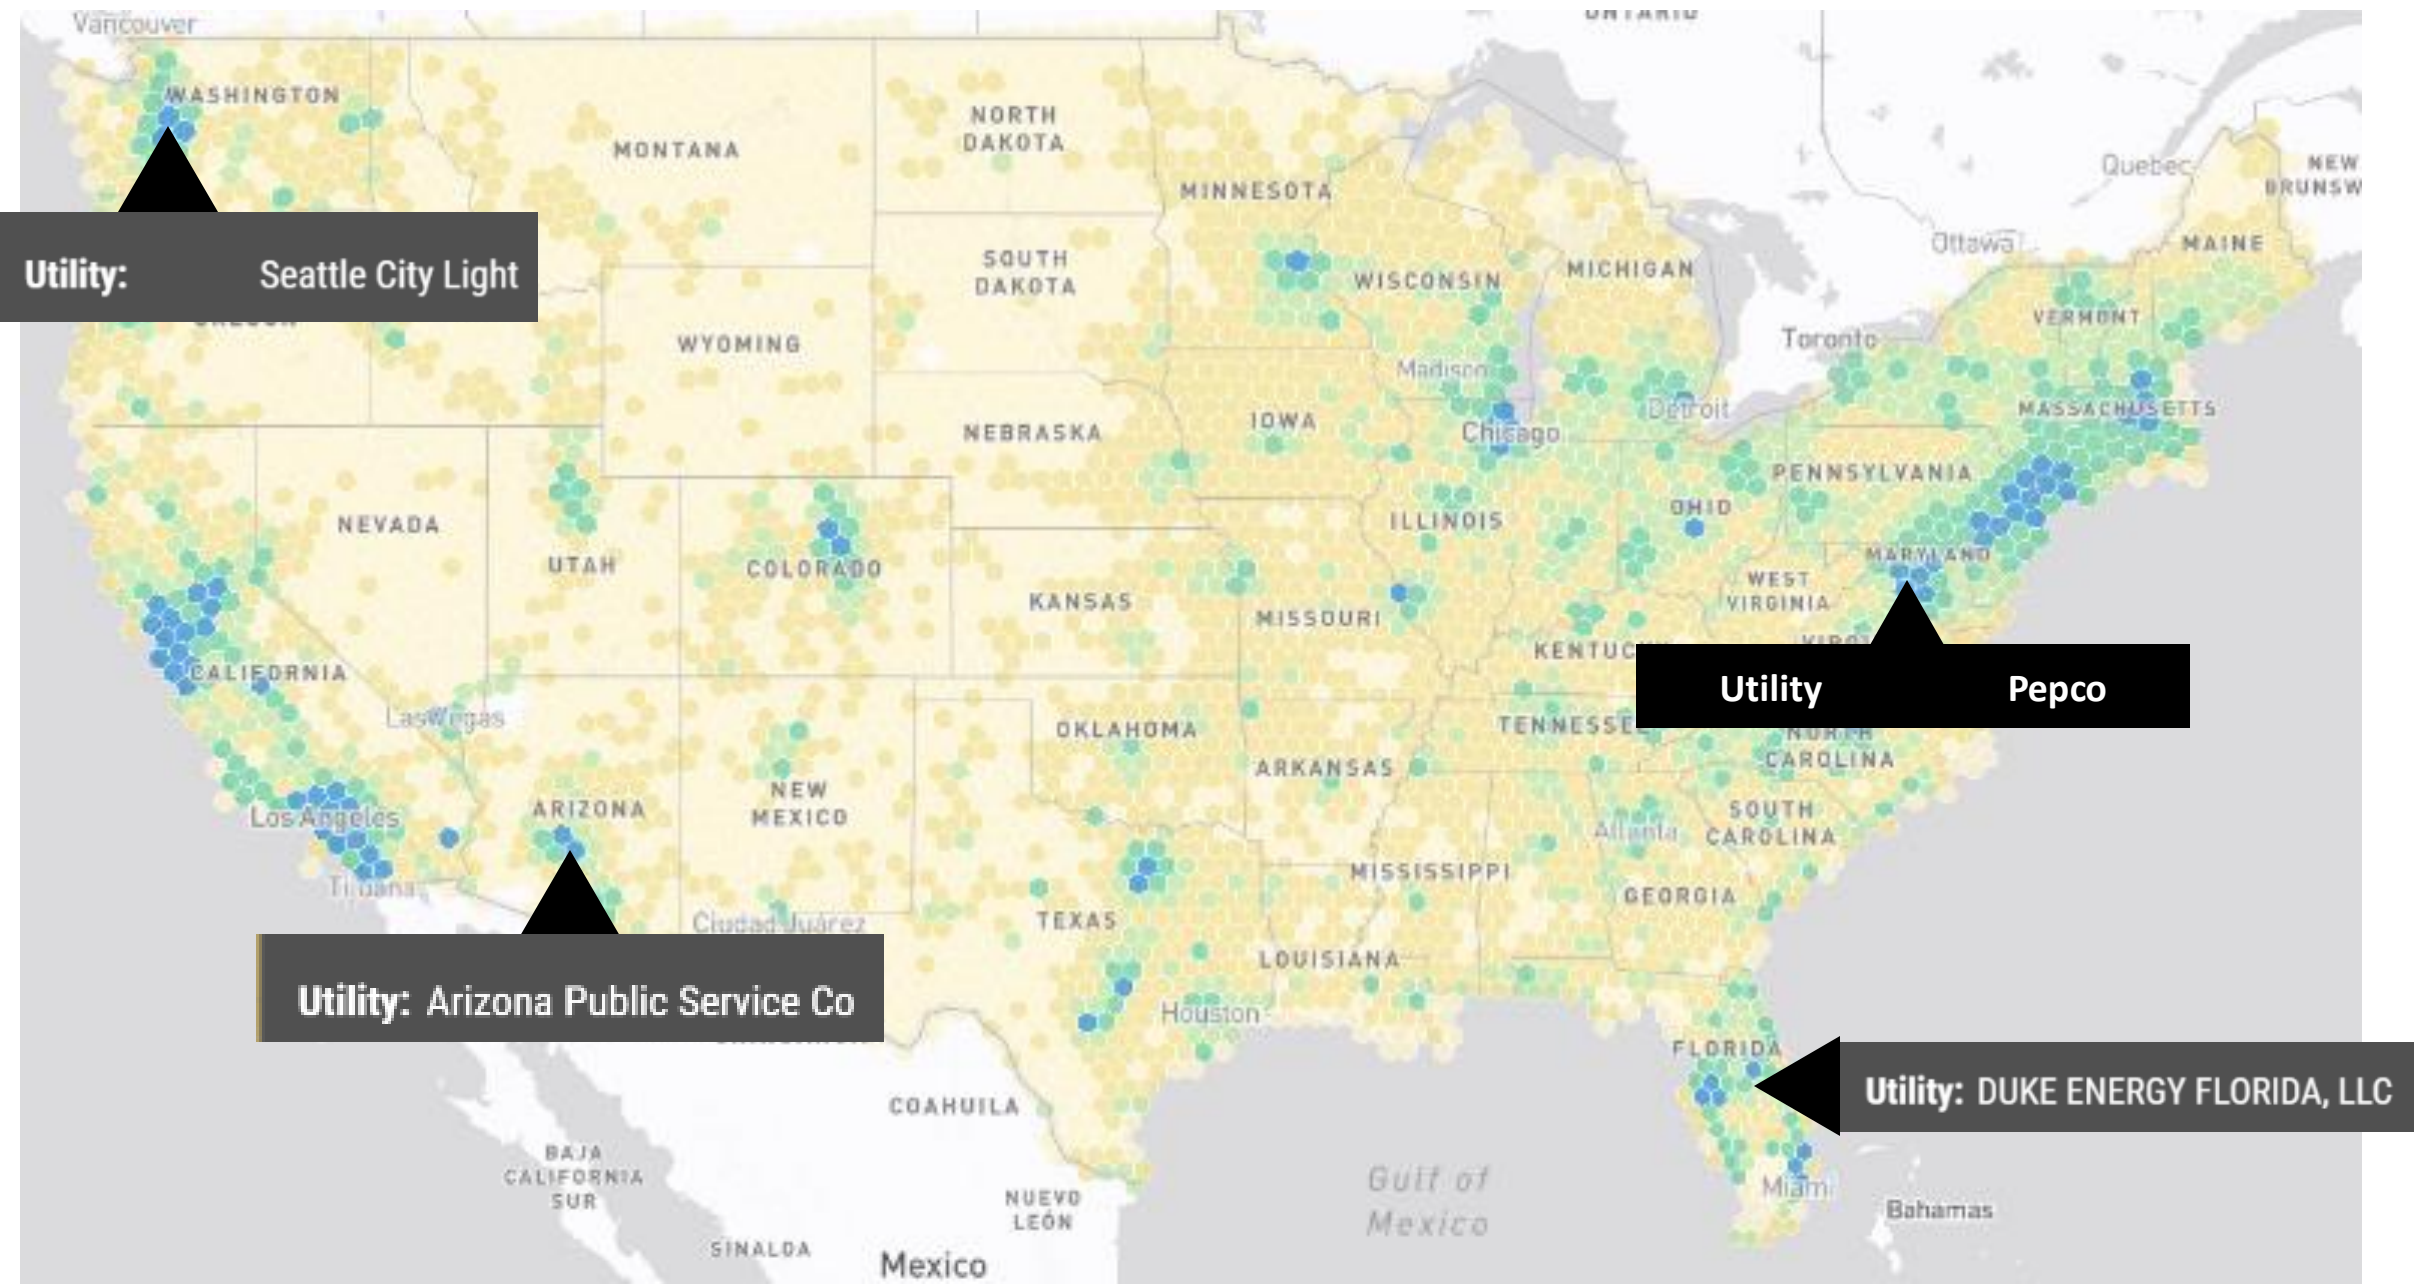 ONTARIO
Vancouver
WASHINGTON
MONTANA
NORTH
DAKOTA
MINNESOTA
Quebec
NEW
BRUNSW
Utility: Seattle City Light
OREGON
SOUTH
DAKOTA
WISCONSIN
MICHIGAN
Ottawa
MAINE
VERMONT
WYOMING
Toronto
Madison
Detroit
MASSACHUSETTS
IOWA
Chicago
NEBRASKA
PENNSYLVANIA
NEVADA
ILLINOIS
OHIO
UTAH
COLORADO
MARYLAND
WEST
VIRGINIA
KANSAS
MISSOURI
KENTUC
CALIFORNIA
Utility Pepco
Las Vegas
OKLAHOMA
TENNESSEE
NORTH
CAROLINA
ARKANSAS
ARIZONA
NEW
MEXICO
Los Angeles
Atlanta
SOUTH
CAROLINA
MISSISSIPPI
Tijuana
GEORGIA
Ciudad Juárez
TEXAS
LOUISIANA
Utility: Arizona Public Service Co
Houston
FLORIDA
Utility: DUKE ENERGY FLORIDA, LLC
COAHUILA
BAJA
CALIFORNIA
SUR
Gulf of
Mexico
Miami
NUEVO
LEÓN
Bahamas
SINALOA
Mexico